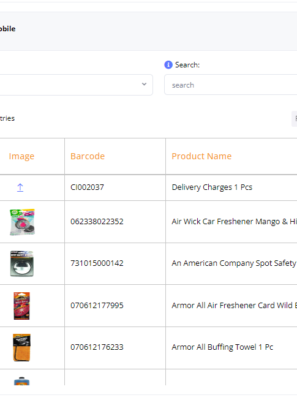 obile
Search:
search
tries
Image Barcode Product Name
CI002037 Delivery Charges 1 Pcs
062338022352 Air Wick Car Freshener Mango & Hi
731015000142 An American Company Spot Safety
070612177995 Armor All Air Freshener Card Wild B
070612176233 Armor All Buffing Towel 1 Pc